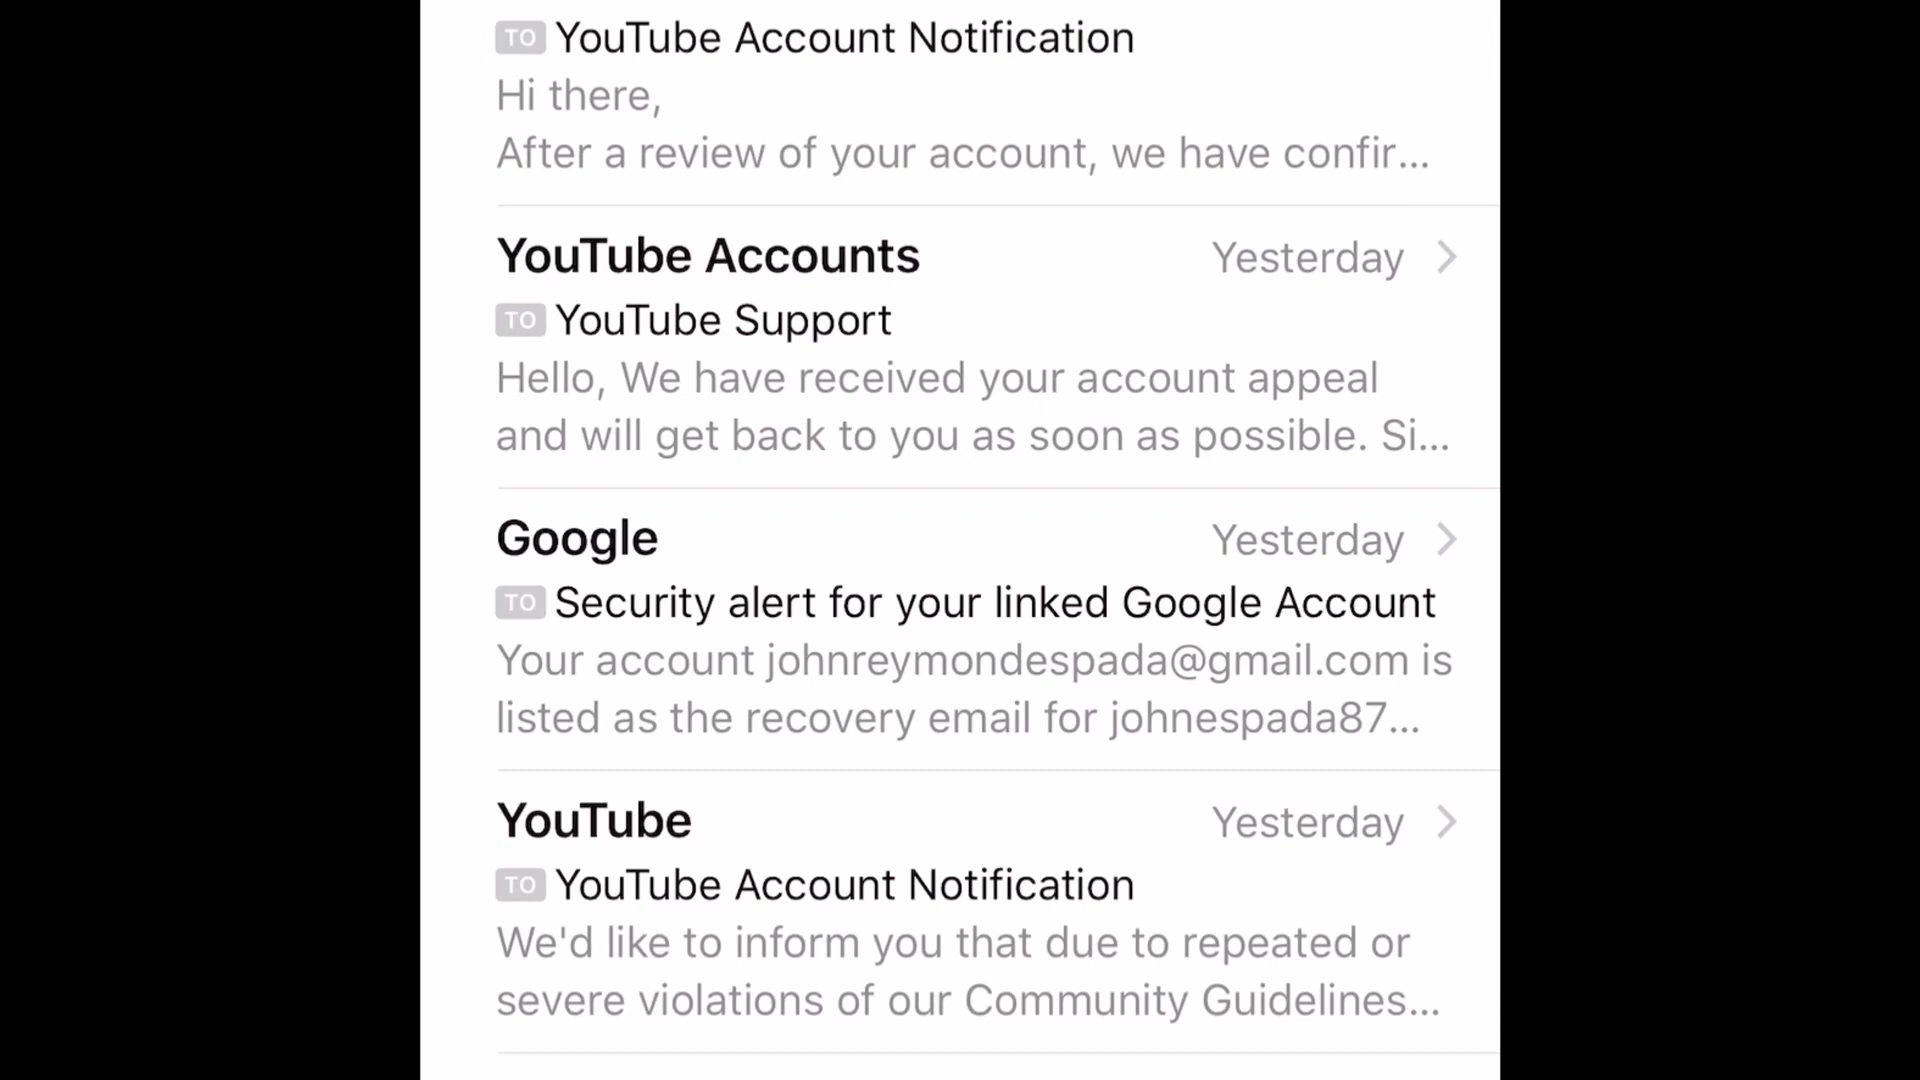 TO YouTube Account Notification
Hi there,
After a review of your account, we have confir...
YouTube Accounts Yesterday
TO YouTube Support
Hello, We have received your account appeal
and will get back to you as soon as possible. Si...
Google Yesterday
TO Security alert for your linked Google Account
Your account johnreymondespada@gmail.com is
listed as the recovery email for johnespada87...
YouTube Yesterday
TO YouTube Account Notification
We'd like to inform you that due to repeated or
severe violations of our Community Guidelines...